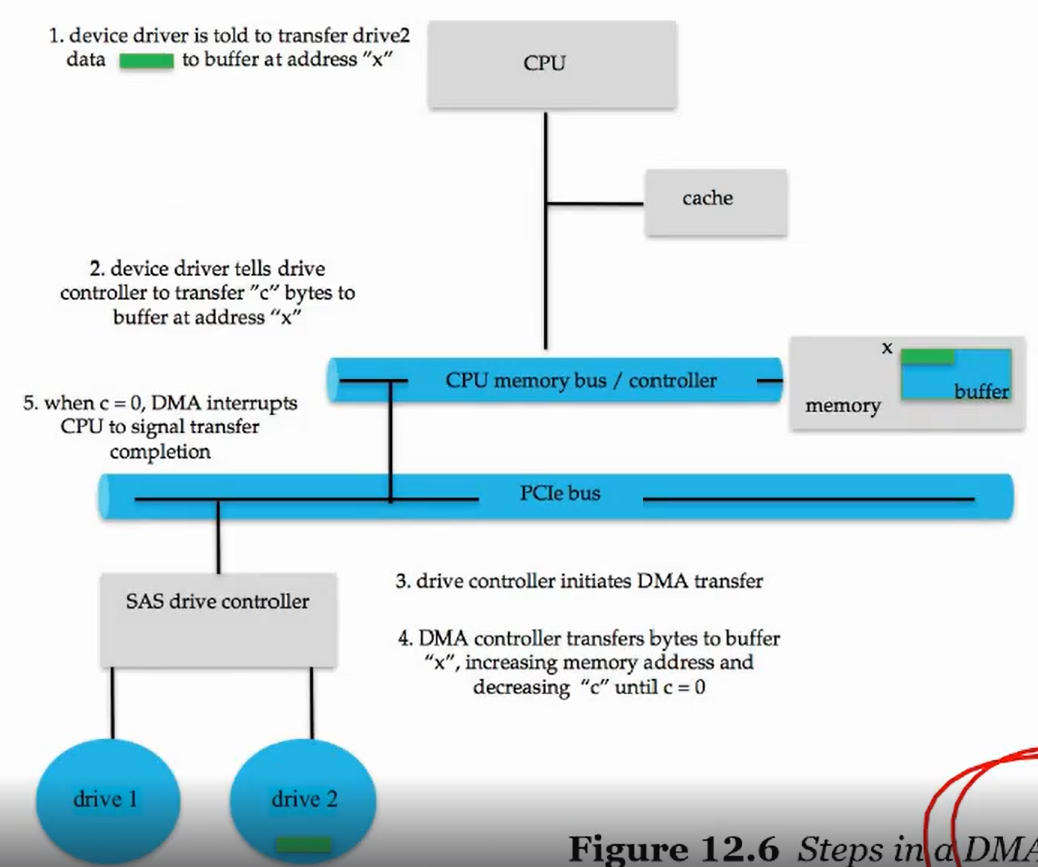 1. device driver is told to transfer drive2
data to buffer at address "x"
CPU
cache
2. device driver tells drive
controller to transfer "c" bytes to
buffer at address "x"
CPU memory bus / controller
x
buffer
memory
5. when c = 0, DMA interrupts
CPU to signal transfer
completion
PCIe bus
SAS drive controller
3. drive controller initiates DMA transfer
4. DMA controller transfers bytes to buffer
"x", increasing memory address and
decreasing "c" until c = 0
drive 1
drive 2
Figure 12.6 Steps in a DMA